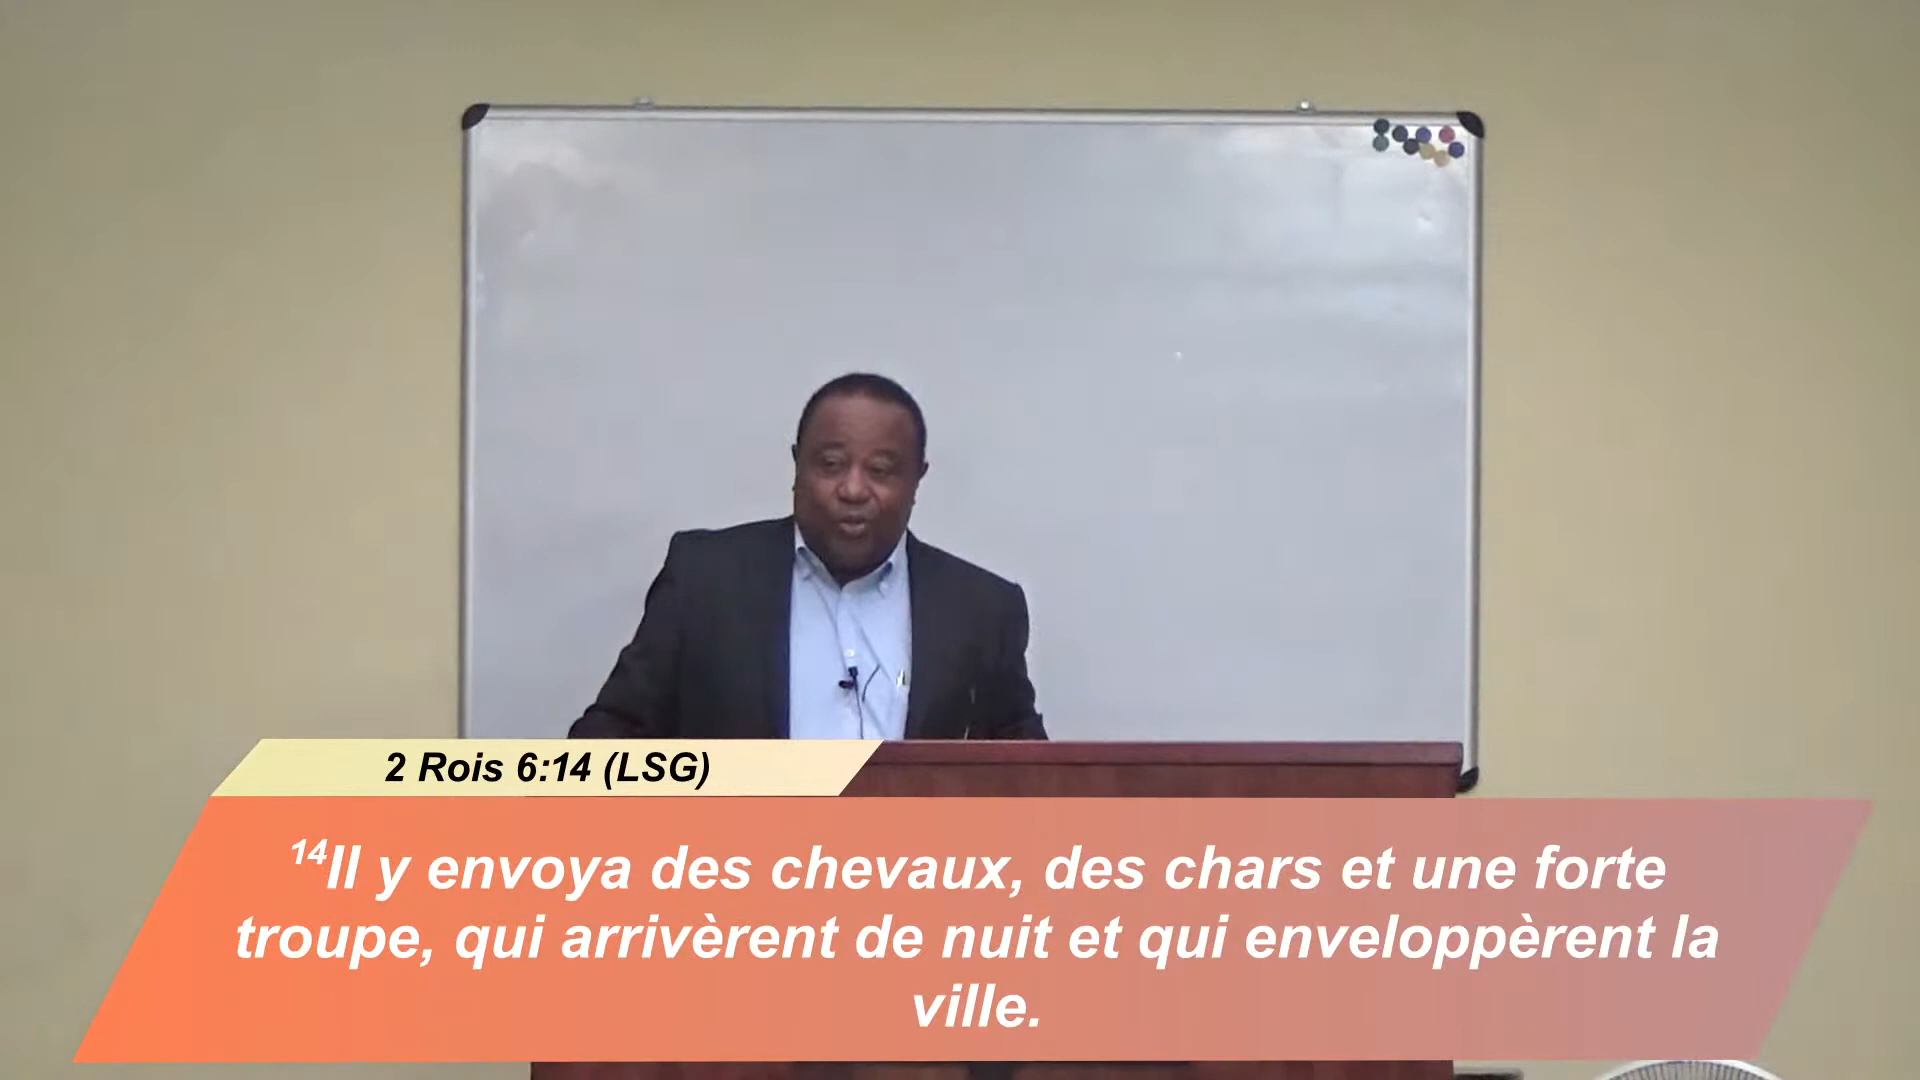 2 Rois 6:14 (LSG)
14Il y envoya des chevaux, des chars et une forte
troupe, qui arrivèrent de nuit et qui enveloppèrent la
ville.